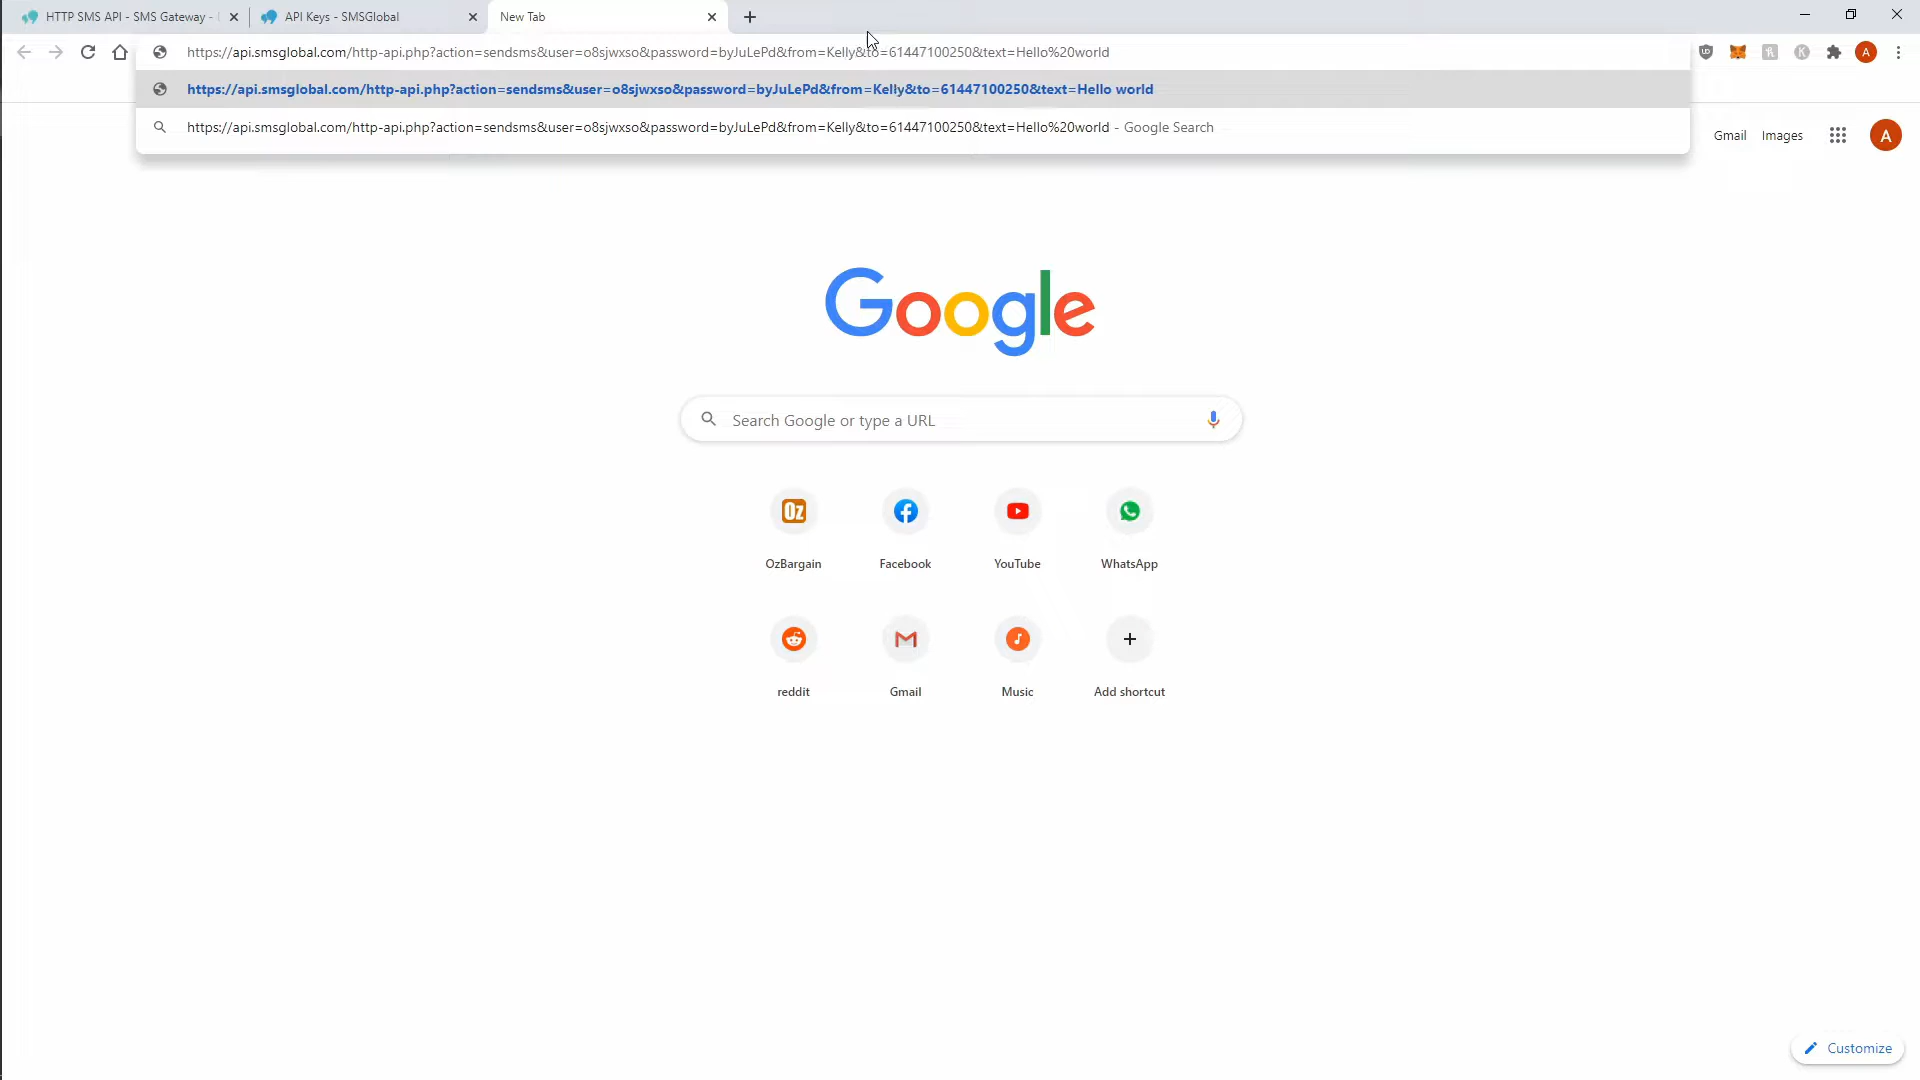 HTTP SMS API - SMS Gateway -
API Keys - SMSGlobal
New Tab
https://api.smsglobal.com/http-api.php?action=sendsms&user=o8sjwxso&password=byJuLePd&from=Kelly&to=61447100250&text=Hello%20world
A
https://api.smsglobal.com/http-api.php?action=sendsms&user=o8sjwxso&password=byJuLePd&from=Kelly&to=61447100250&text=Hello world
https://api.smsglobal.com/http-api.php?action=sendsms&user=o8sjwxso&password=byJuLePd&from=Kelly&to=61447100250&text=Hello%20world - Google Search
Gmail Images A
Google
Search Google or type a URL
Oz
OzBargain Facebook YouTube WhatsApp
reddit Gmail Music Add shortcut
Customize